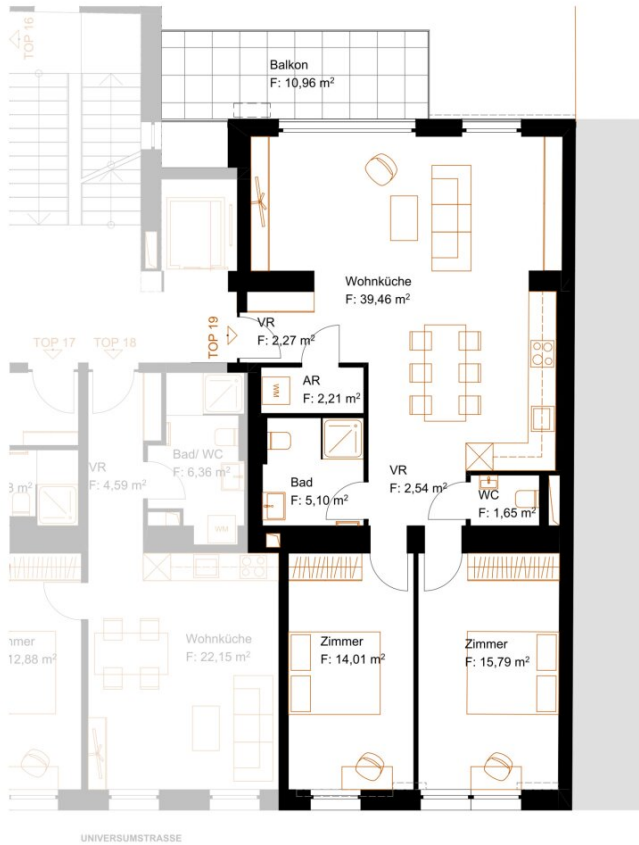 TOP 16
Balkon
F: 10,96 m²
Wohnküche
F: 39,46 m²
TOP 19
VR
F: 2,27 m²
TOP 17
TOP 18
AR
F: 2,21 m²
WM
Bad/ WC
F: 6,36 m²
VR
F: 4,59 m²
8 m²
Bad
F: 5,10 m²
VR
F: 2,54 m²
WC
F: 1,65 m²
WM
Wohnküche
F: 22,15 m²
mmer
12,88 m²
Zimmer
F: 14,01 m²
Zimmer
F: 15,79 m²
UNIVERSUMSTRASSE